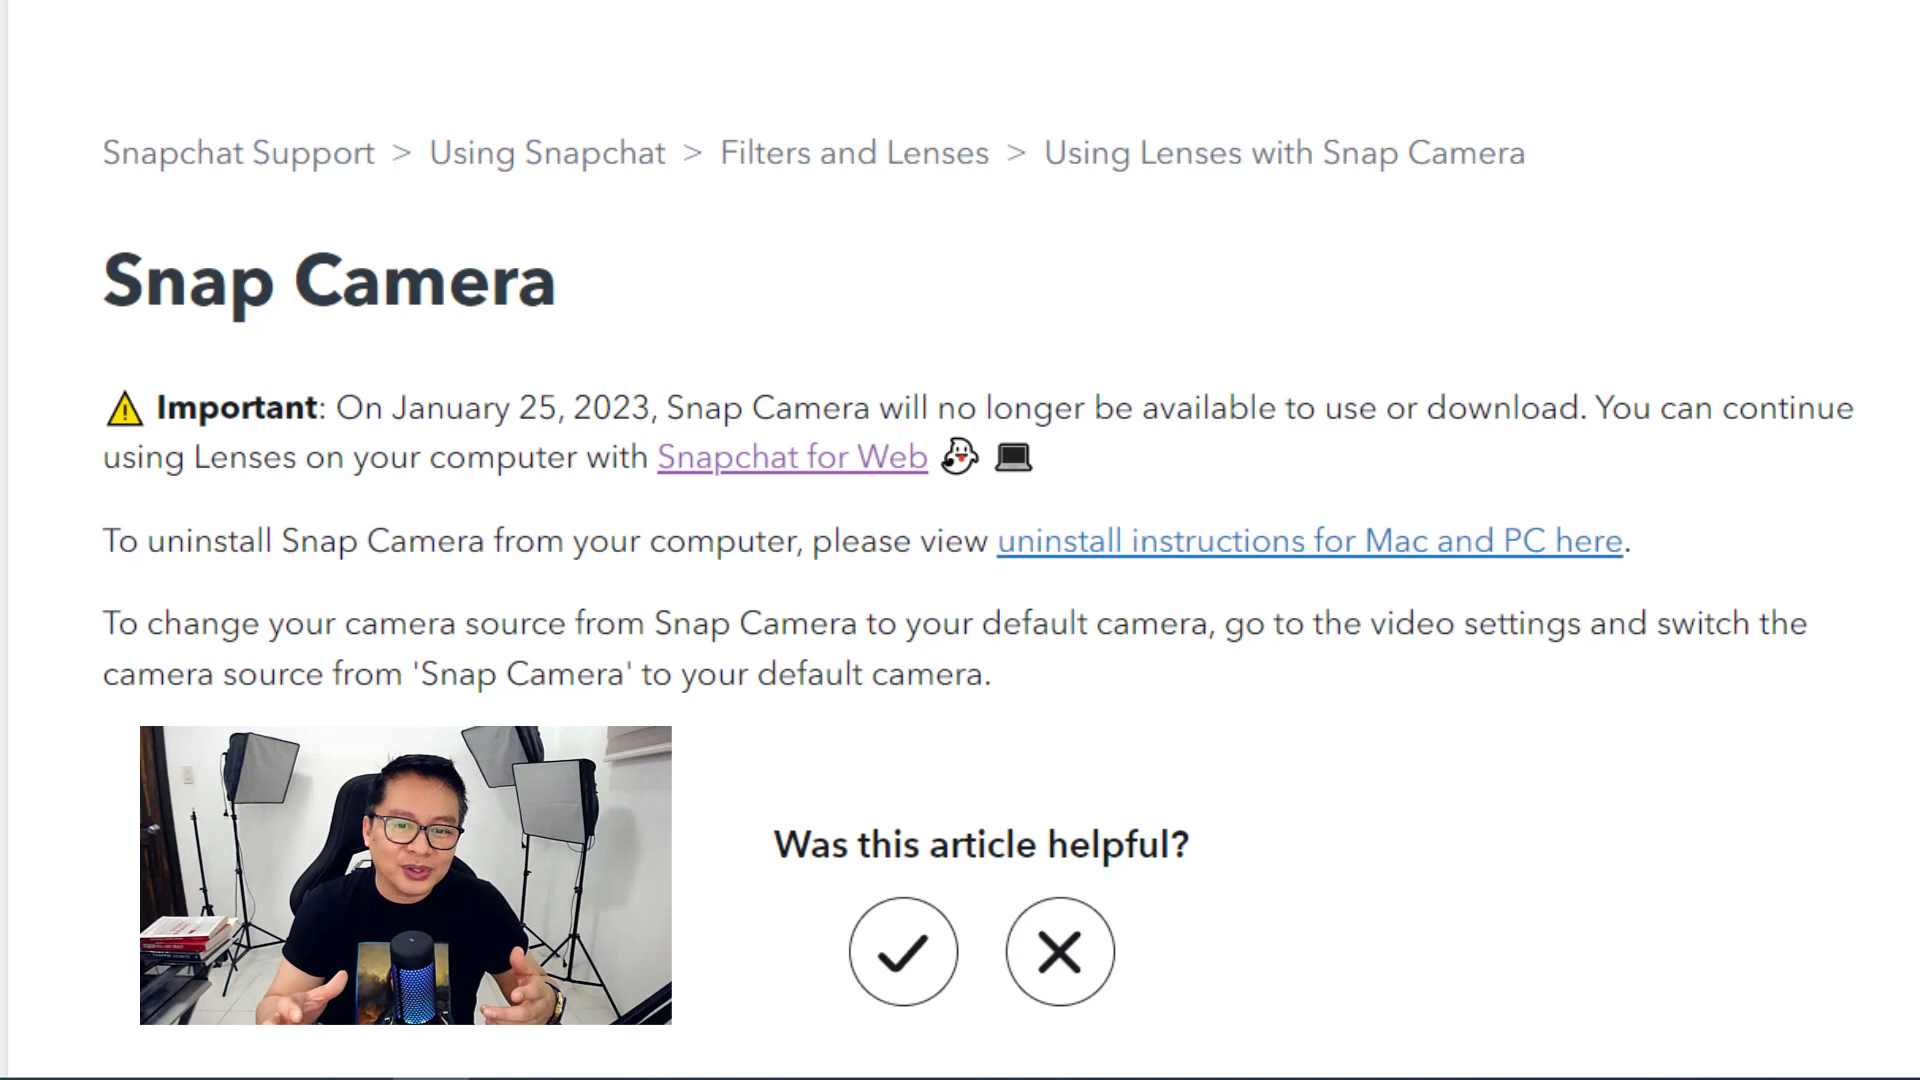 Snapchat Support > Using Snapchat > Filters and Lenses > Using Lenses with Snap Camera
Snap Camera
⚠ Important: On January 25, 2023, Snap Camera will no longer be available to use or download. You can continue
using Lenses on your computer with Snapchat for Web 👻 💻
To uninstall Snap Camera from your computer, please view uninstall instructions for Mac and PC here.
To change your camera source from Snap Camera to your default camera, go to the video settings and switch the
camera source from 'Snap Camera' to your default camera.
Was this article helpful?